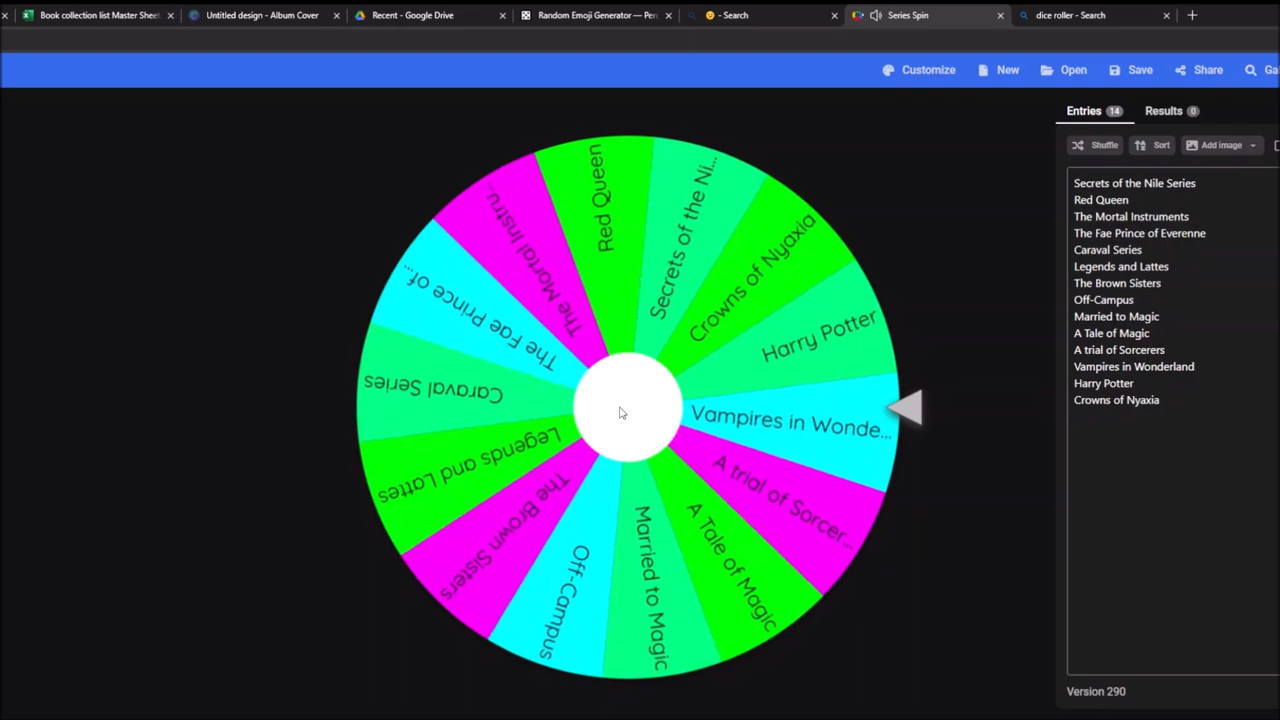 Book collection list Master Sheet
Untitled design - Album Cover
Recent - Google Drive
Random Emoji Generator — Per
- Search
Series Spin
dice roller - Search
Customize
New
Open
Save
Share
Ga
Entries 14
Results 0
Shuffle
Sort
Add image
Secrets of the Nile Series
Red Queen
The Mortal Instruments
The Fae Prince of Everenne
Caraval Series
Legends and Lattes
The Brown Sisters
Off-Campus
Married to Magic
A Tale of Magic
A trial of Sorcerers
Vampires in Wonderland
Harry Potter
Crowns of Nyaxia
Version 290
Red Queen
Secrets of the Ni...
Crowns of Nyaxia
Harry Potter
Vampires in Wonde...
A trial of Sorcer...
A Tale of Magic
Married to Magic
Off-Campus
The Brown Sisters
Legends and Lattes
Caraval Series
The Fae Prince of...
The Mortal Instru...